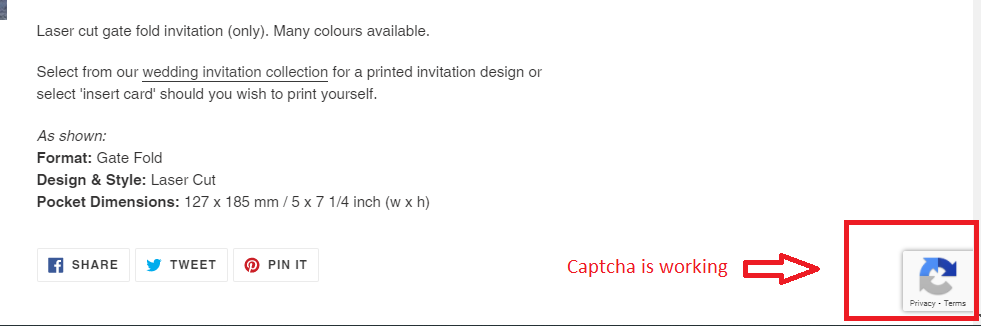 Laser cut gate fold invitation (only). Many colours available.
Select from our wedding invitation collection for a printed invitation design or
select 'insert card' should you wish to print yourself.
As shown:
Format: Gate Fold
Design & Style: Laser Cut
Pocket Dimensions: 127 x 185 mm / 5 x 7 1/4 inch (w x h)
SHARE TWEET PIN IT
Captcha is working
Privacy - Terms